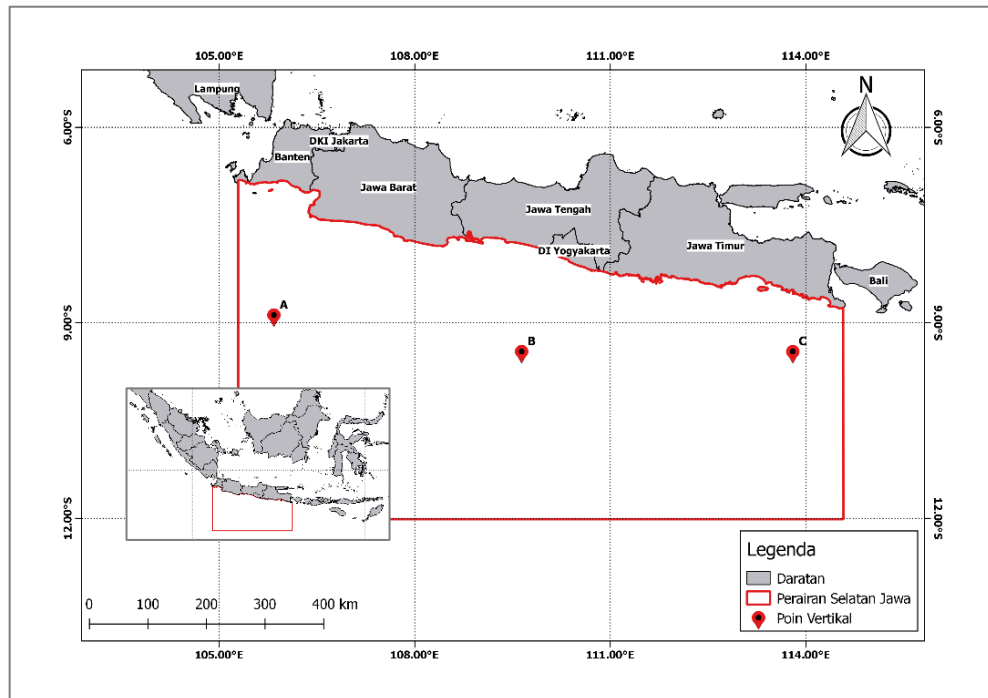 105.00°E 108.00°E 111.00°E 114.00°E
Lampung
N
6.00°S 6.00°S
DKI Jakarta
Banten
Jawa Barat
Jawa Tengah
DI Yogyakarta
Jawa Timur
Bali
A
9.00°S 9.00°S
B
C
12.00°S 12.00°S
Legenda
Daratan
Perairan Selatan Jawa
Poin Vertikal
0 100 200 300 400 km
105.00°E 108.00°E 111.00°E 114.00°E